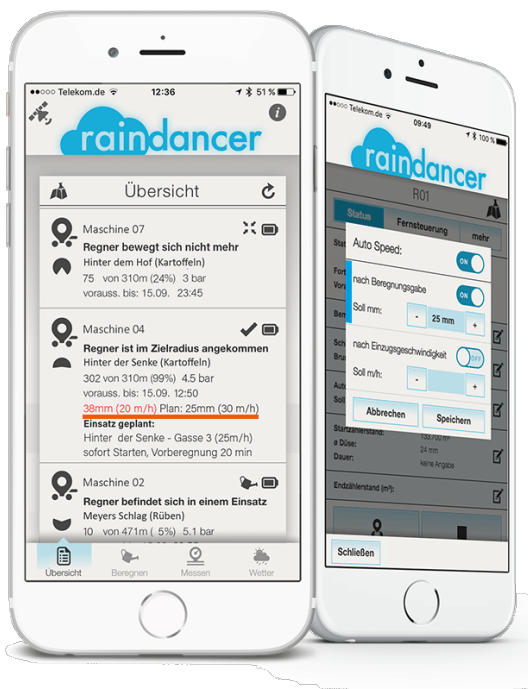 ●●○○○ Telekom.de 12:36 51 %
raindancer
Übersicht
Maschine 07
Regner bewegt sich nicht mehr
Hinter dem Hof (Kartoffeln)
75 von 310m (24%) 3 bar
vorauss. bis: 15.09. 23:45
Maschine 04
Regner ist im Zielradius angekommen
Hinter der Senke (Kartoffeln)
302 von 310m (99%) 4.5 bar
vorauss. bis: 15.09. 12:50
38mm (20 m/h) Plan: 25mm (30 m/h)
Einsatz geplant:
Hinter der Senke - Gasse 3 (25m/h)
sofort Starten, Vorberegnung 20 min
Maschine 02
Regner befindet sich in einem Einsatz
Meyers Schlag (Rüben)
10 von 471m ( 5%) 5.1 bar
Übersicht Beregnen Messen Wetter
●●○○○ Telekom.de 09:49 100 %
raindancer
R01
Status Fernsteuerung mehr
Auto Speed: ON
nach Beregnungsgabe ON
Soll mm: - 25 mm +
nach Einzugsgeschwindigkeit OFF
Soll m/h: - +
Abbrechen Speichern
Startzählerstand: 133.700 m³
ø Düse: 24 mm
Dauer: keine Angabe
Endzählerstand (m³):
Schließen